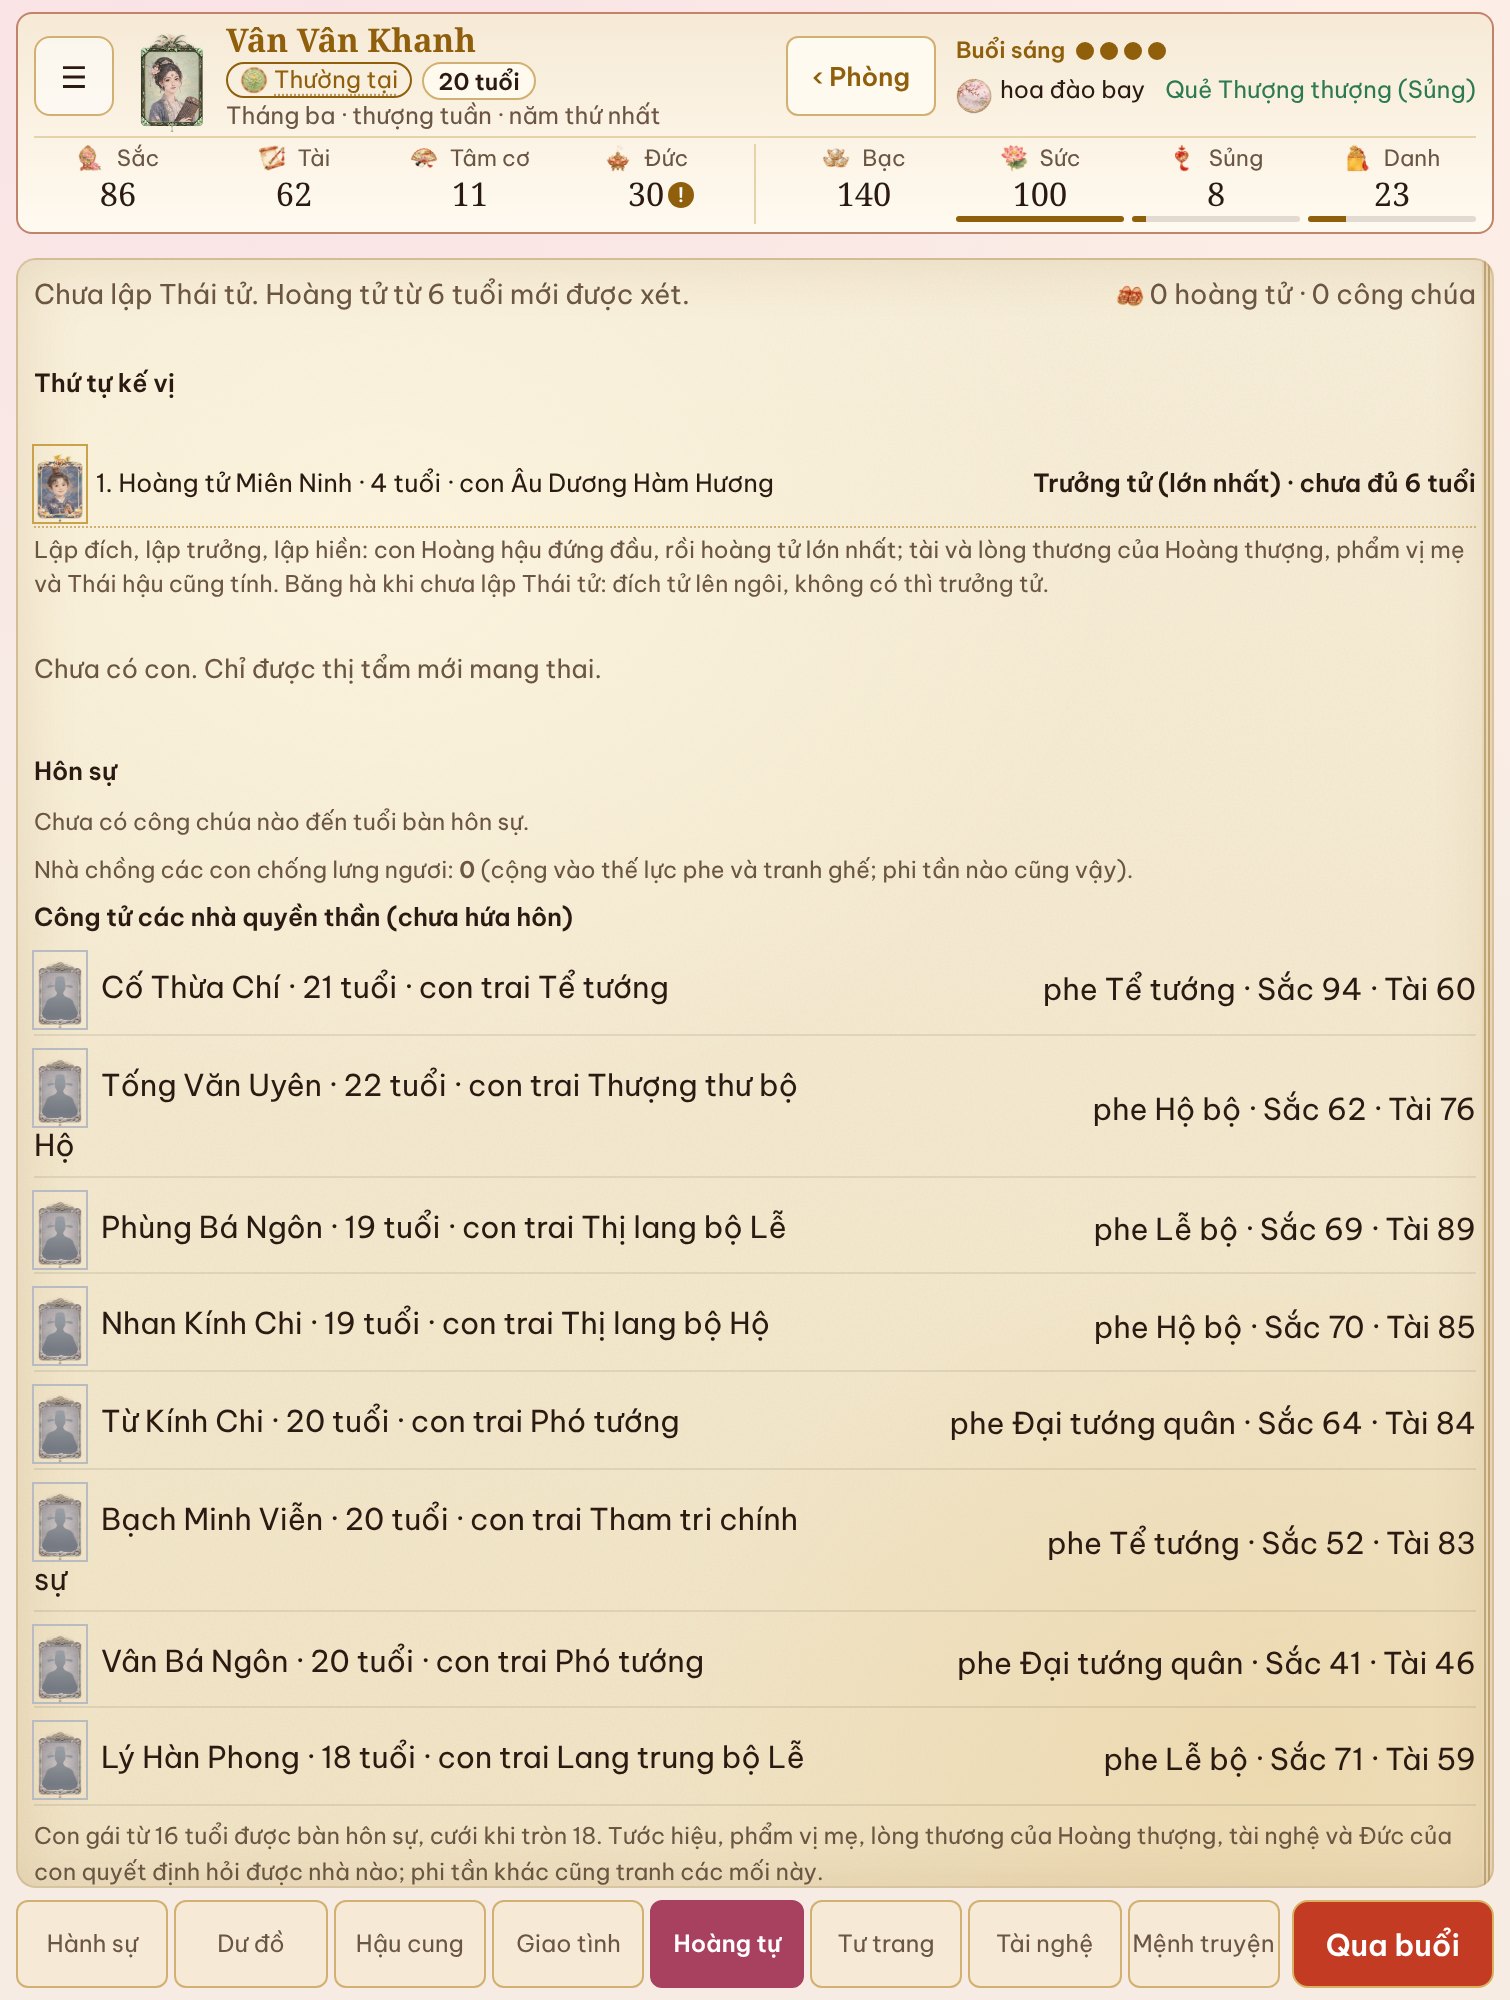 ☰
Vân Vân Khanh
Thường tại
20 tuổi
Tháng ba · thượng tuần · năm thứ nhất
‹ Phòng
Buổi sáng
hoa đào bay
Quẻ Thượng thượng (Sủng)
Sắc
86
Tài
62
Tâm cơ
11
Đức
30 !
Bạc
140
Sức
100
Sủng
8
Danh
23
Chưa lập Thái tử. Hoàng tử từ 6 tuổi mới được xét.
0 hoàng tử · 0 công chúa
Thứ tự kế vị
1. Hoàng tử Miên Ninh · 4 tuổi · con Âu Dương Hàm Hương
Trưởng tử (lớn nhất) · chưa đủ 6 tuổi
Lập đích, lập trưởng, lập hiền: con Hoàng hậu đứng đầu, rồi hoàng tử lớn nhất; tài và lòng thương của Hoàng thượng, phẩm vị mẹ
và Thái hậu cũng tính. Băng hà khi chưa lập Thái tử: đích tử lên ngôi, không có thì trưởng tử.
Chưa có con. Chỉ được thị tẩm mới mang thai.
Hôn sự
Chưa có công chúa nào đến tuổi bàn hôn sự.
Nhà chồng các con chống lưng ngươi: 0 (cộng vào thế lực phe và tranh ghế; phi tần nào cũng vậy).
Công tử các nhà quyền thần (chưa hứa hôn)
Cố Thừa Chí · 21 tuổi · con trai Tể tướng
phe Tể tướng · Sắc 94 · Tài 60
Tống Văn Uyên · 22 tuổi · con trai Thượng thư bộ
Hộ
phe Hộ bộ · Sắc 62 · Tài 76
Phùng Bá Ngôn · 19 tuổi · con trai Thị lang bộ Lễ
phe Lễ bộ · Sắc 69 · Tài 89
Nhan Kính Chi · 19 tuổi · con trai Thị lang bộ Hộ
phe Hộ bộ · Sắc 70 · Tài 85
Từ Kính Chi · 20 tuổi · con trai Phó tướng
phe Đại tướng quân · Sắc 64 · Tài 84
Bạch Minh Viễn · 20 tuổi · con trai Tham tri chính
sự
phe Tể tướng · Sắc 52 · Tài 83
Vân Bá Ngôn · 20 tuổi · con trai Phó tướng
phe Đại tướng quân · Sắc 41 · Tài 46
Lý Hàn Phong · 18 tuổi · con trai Lang trung bộ Lễ
phe Lễ bộ · Sắc 71 · Tài 59
Con gái từ 16 tuổi được bàn hôn sự, cưới khi tròn 18. Tước hiệu, phẩm vị mẹ, lòng thương của Hoàng thượng, tài nghệ và Đức của
con quyết định hỏi được nhà nào; phi tần khác cũng tranh các mối này.
Hành sự
Dư đồ
Hậu cung
Giao tình
Hoàng tự
Tư trang
Tài nghệ
Mệnh truyện
Qua buổi